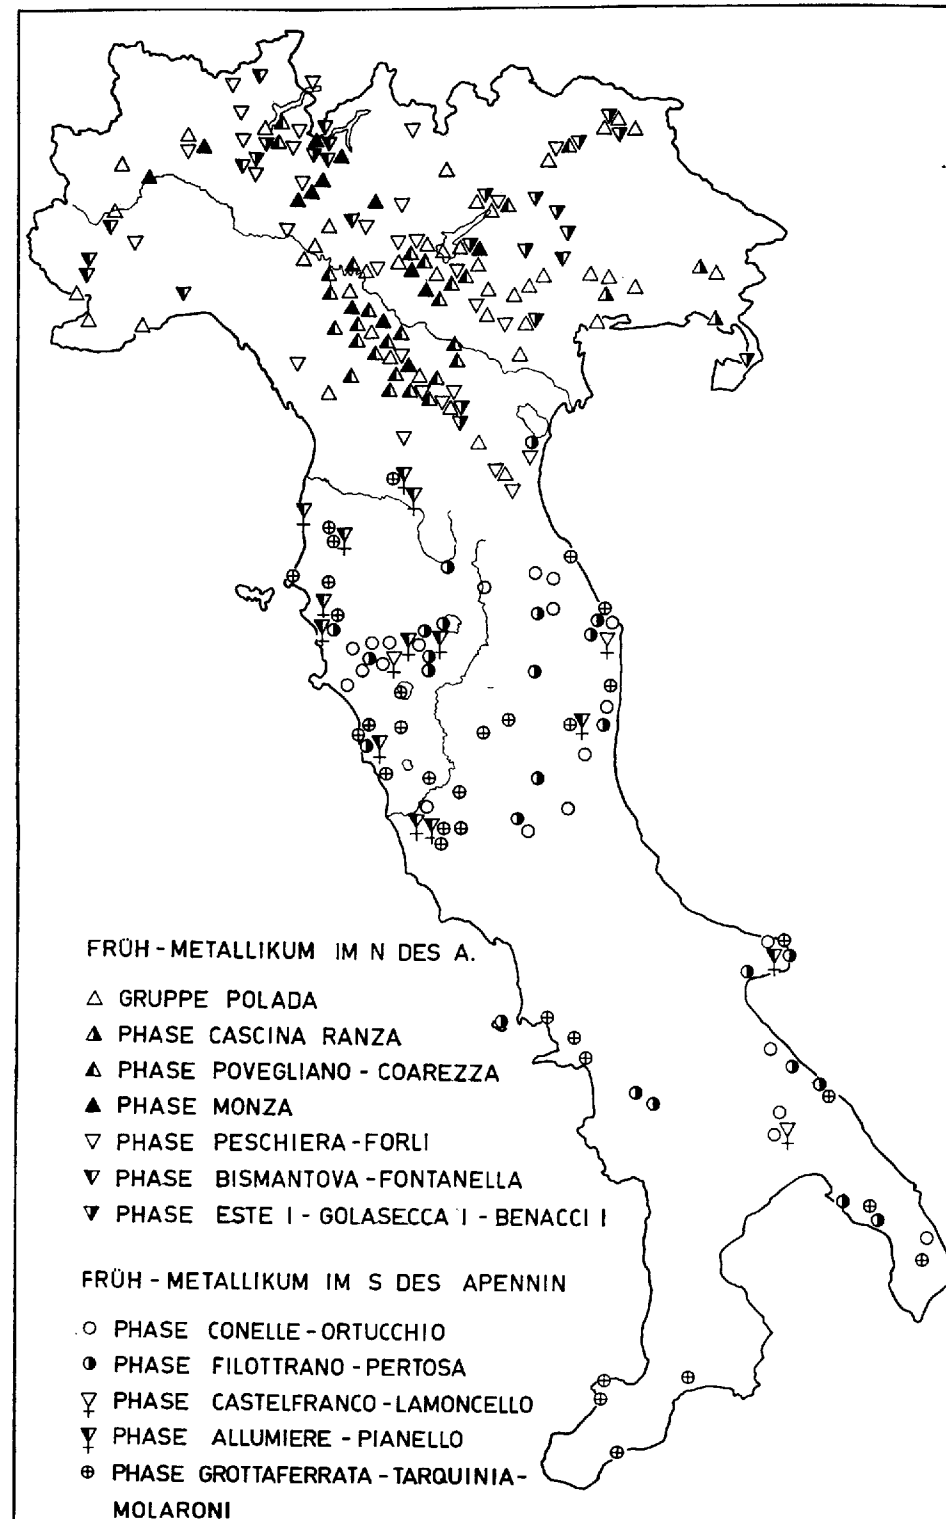 FRÜH-METALLIKUM IM N DES A.
GRUPPE POLADA
PHASE CASCINA RANZA
PHASE POVEGLIANO - COAREZZA
PHASE MONZA
PHASE PESCHIERA-FORLI
PHASE BISMANTOVA-FONTANELLA
PHASE ESTE I - GOLASECCA I - BENACCI I
FRÜH-METALLIKUM IM S DES APENNIN
PHASE CONELLE-ORTUCCHIO
PHASE FILOTTRANO-PERTOSA
PHASE CASTELFRANCO-LAMONCELLO
PHASE ALLUMIERE-PIANELLO
PHASE GROTTAFERRATA-TARQUINIA-
MOLARONI